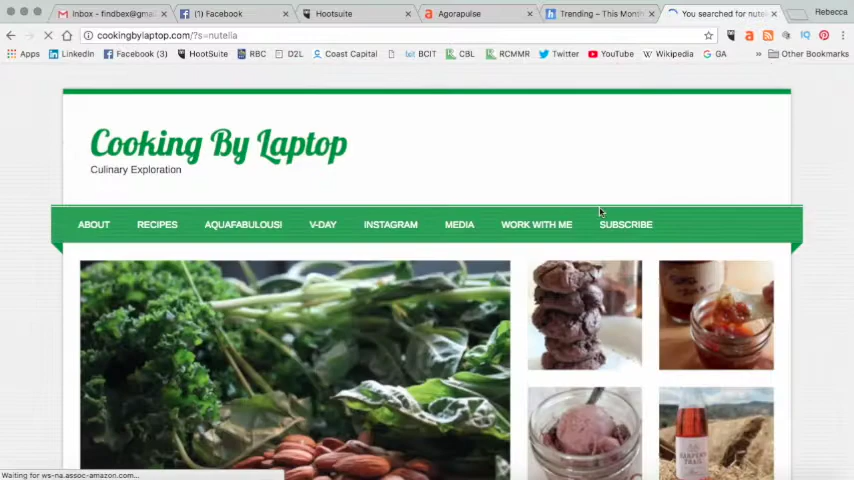 Inbox - findbex@gmai
(1) Facebook
Hootsuite
Agorapulse
Trending – This Month
You searched for nutel
Rebecca
cookingbylaptop.com/?s=nutella
Apps LinkedIn Facebook (3) HootSuite RBC D2L Coast Capital BCIT CBL RCMMR Twitter YouTube Wikipedia GA » Other Bookmarks
Cooking By Laptop
Culinary Exploration
ABOUT RECIPES AQUAFABULOUS! V-DAY INSTAGRAM MEDIA WORK WITH ME SUBSCRIBE
Waiting for ws-na.assoc-amazon.com...